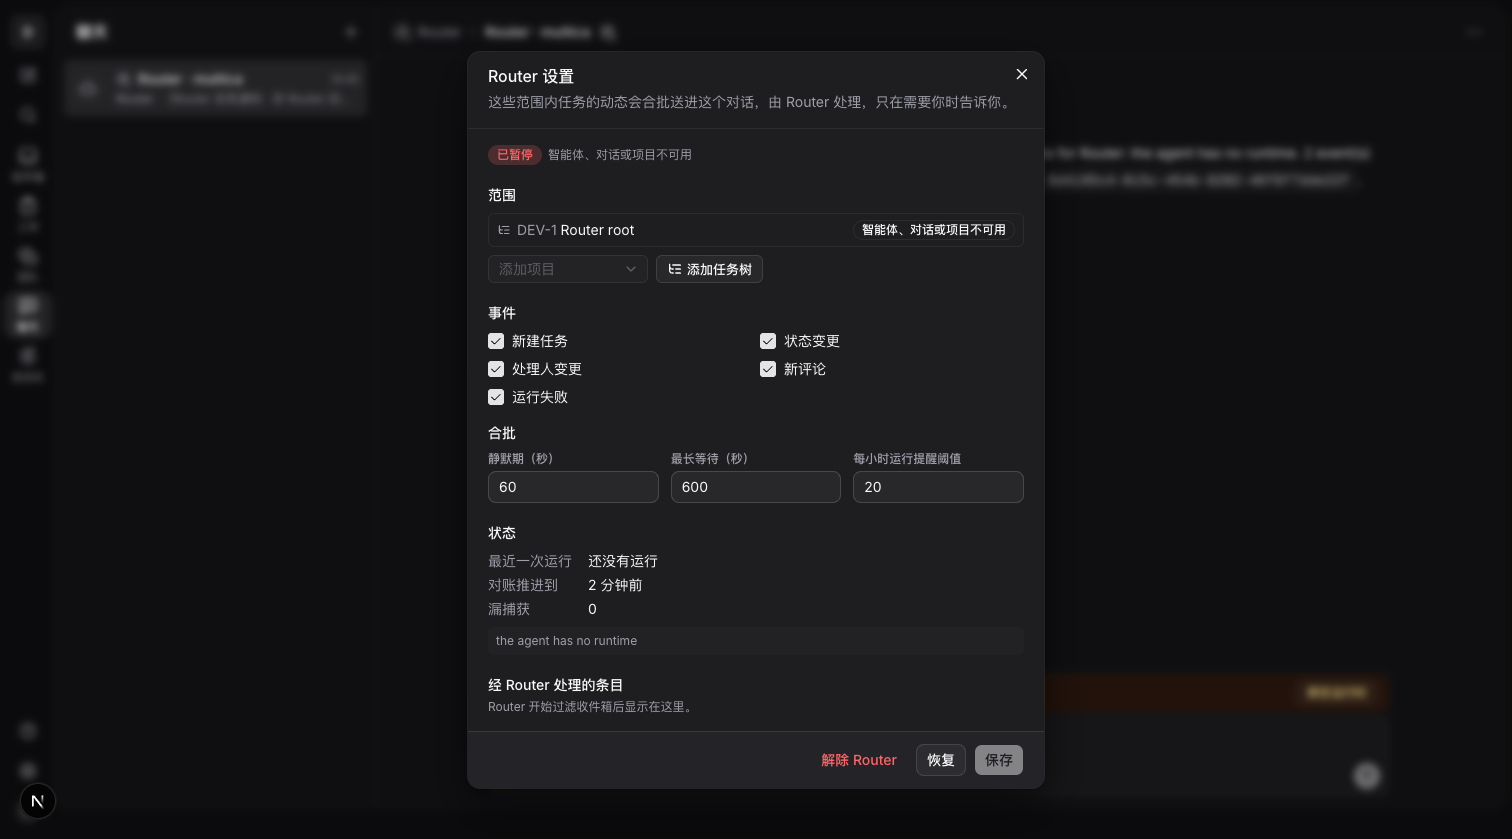 Router 设置
这些范围内任务的动态会合批送进这个对话，由 Router 处理，只在需要你时告诉你。
已暂停 智能体、对话或项目不可用
范围
DEV-1 Router root 智能体、对话或项目不可用
添加项目 添加任务树
事件
新建任务 状态变更
处理人变更 新评论
运行失败
合批
静默期（秒） 最长等待（秒） 每小时运行提醒阈值
60 600 20
状态
最近一次运行 还没有运行
对账推进到 2 分钟前
漏捕获 0
the agent has no runtime
经 Router 处理的条目
Router 开始过滤收件箱后显示在这里。
解除 Router 恢复 保存
N